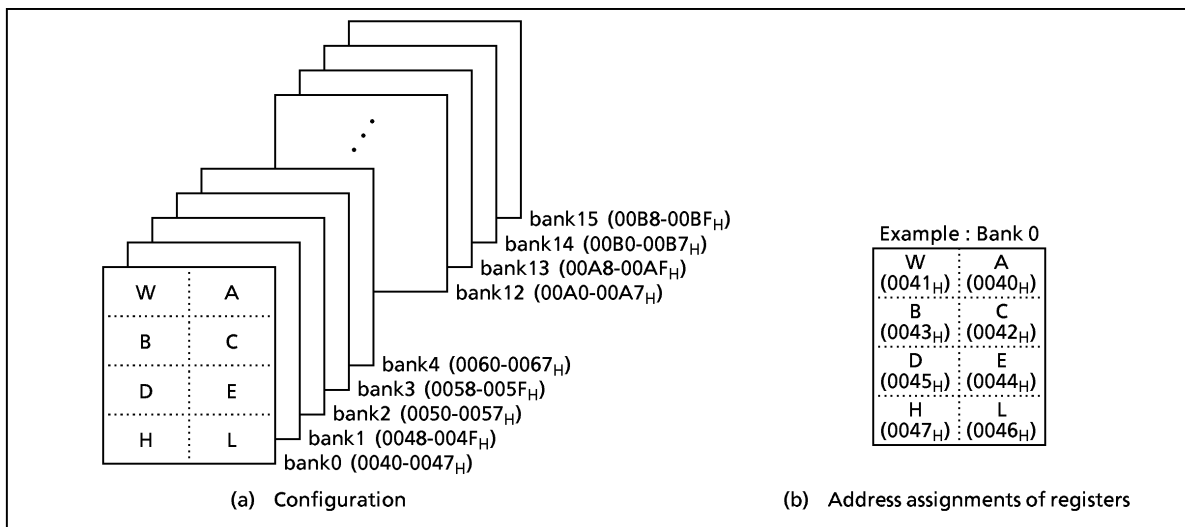 bank15 (00B8-00BFH)
bank14 (00B0-00B7H)
bank13 (00A8-00AFH)
bank12 (00A0-00A7H)
bank4 (0060-0067H)
bank3 (0058-005FH)
bank2 (0050-0057H)
bank1 (0048-004FH)
bank0 (0040-0047H)
W A
B C
D E
H L
(a) Configuration
Example : Bank 0
W A
(0041H) (0040H)
B C
(0043H) (0042H)
D E
(0045H) (0044H)
H L
(0047H) (0046H)
(b) Address assignments of registers